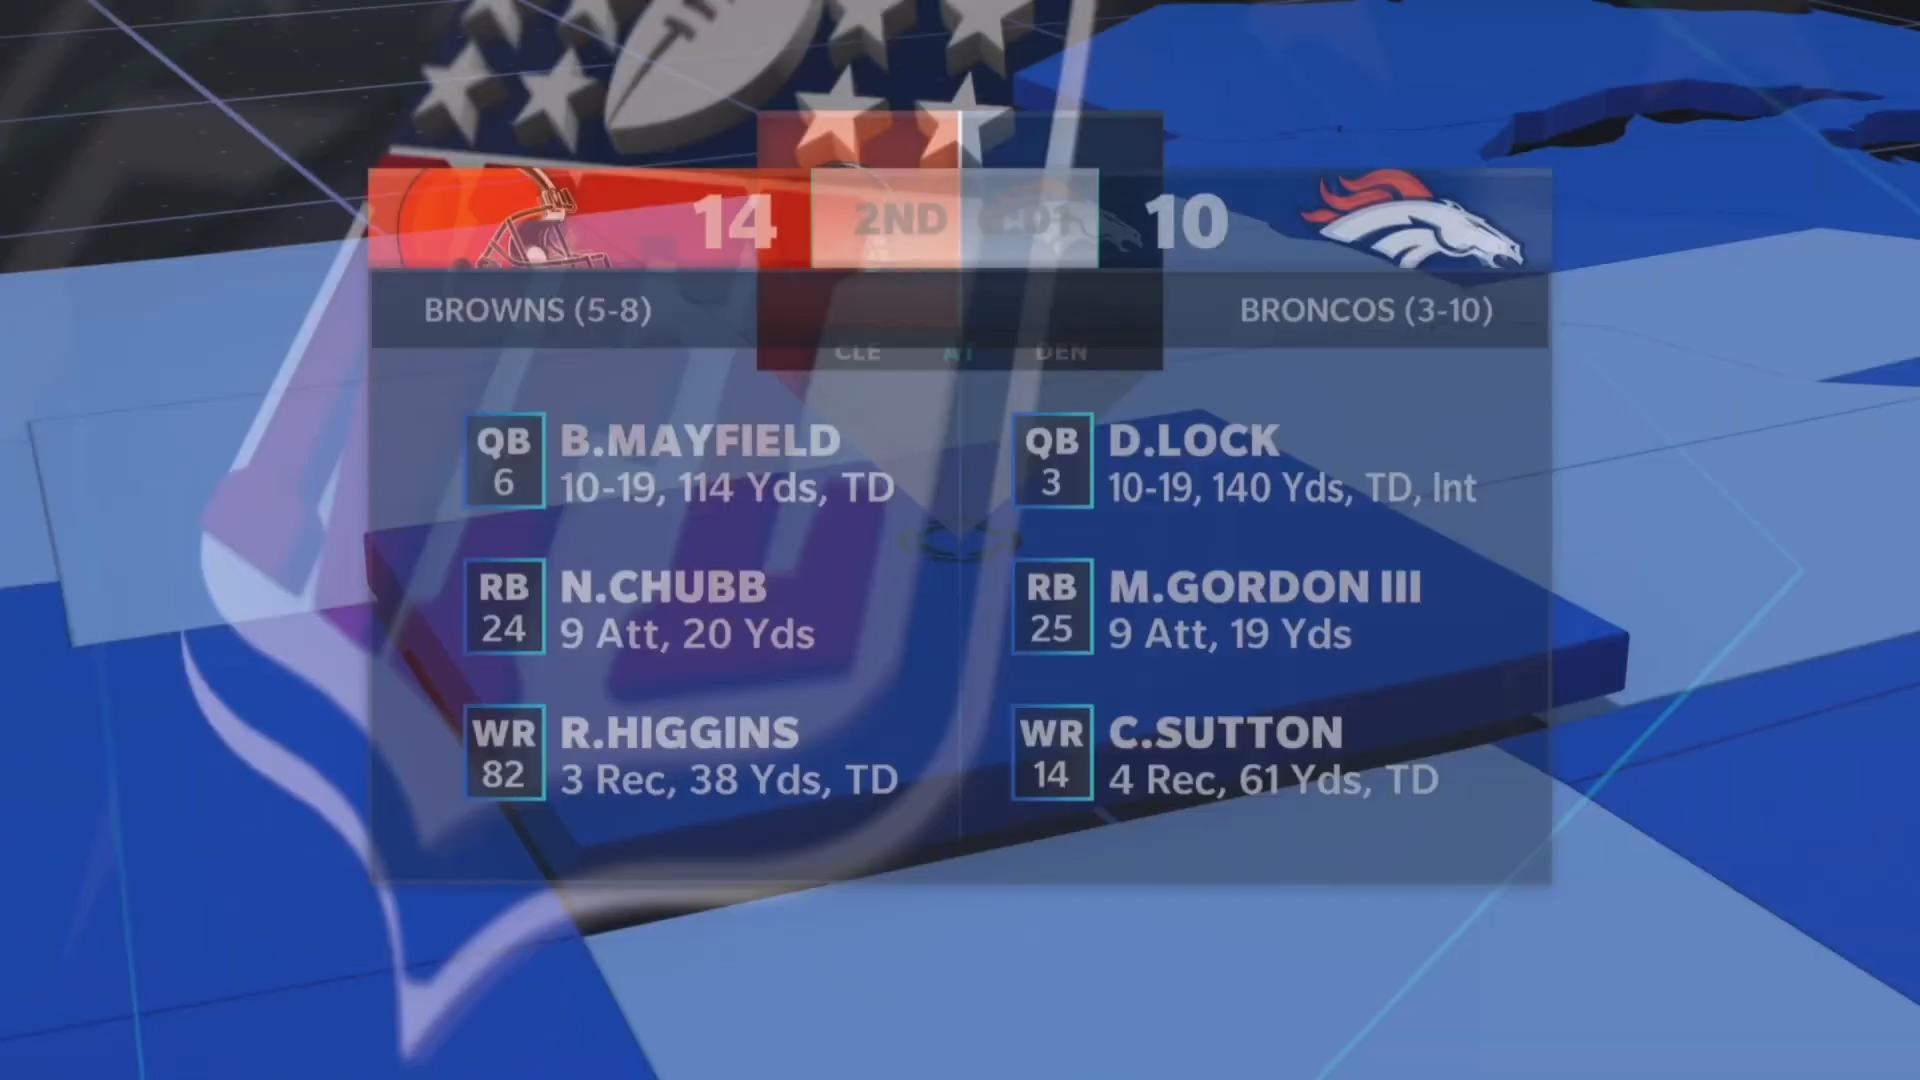 14 2ND 10
BROWNS (5-8) BRONCOS (3-10)
CLE AT DEN
QB 6 B.MAYFIELD
10-19, 114 Yds, TD
QB 3 D.LOCK
10-19, 140 Yds, TD, Int
RB 24 N.CHUBB
9 Att, 20 Yds
RB 25 M.GORDON III
9 Att, 19 Yds
WR 82 R.HIGGINS
3 Rec, 38 Yds, TD
WR 14 C.SUTTON
4 Rec, 61 Yds, TD